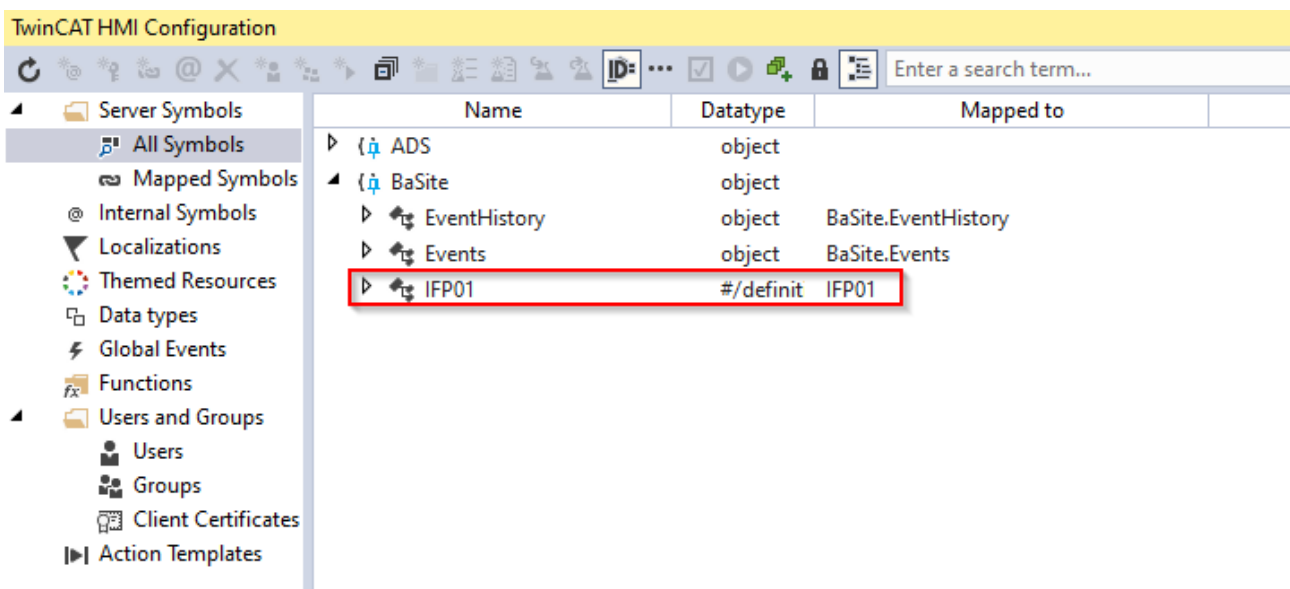 TwinCAT HMI Configuration
Enter a search term...
Server Symbols
All Symbols
Mapped Symbols
Internal Symbols
Localizations
Themed Resources
Data types
Global Events
Functions
Users and Groups
Users
Groups
Client Certificates
Action Templates
Name Datatype Mapped to
ADS object
BaSite object
EventHistory object BaSite.EventHistory
Events object BaSite.Events
IFP01 #/definit IFP01